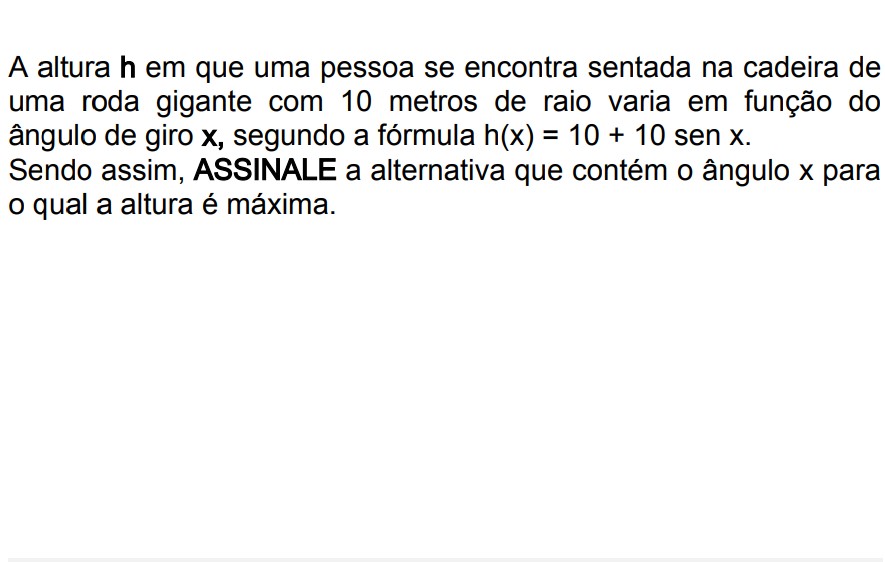 A altura h em que uma pessoa se encontra sentada na cadeira de
uma roda gigante com 10 metros de raio varia em função do
ângulo de giro x, segundo a fórmula h(x) = 10 + 10 sen x.
Sendo assim, ASSINALE a alternativa que contém o ângulo x para
o qual a altura é máxima.